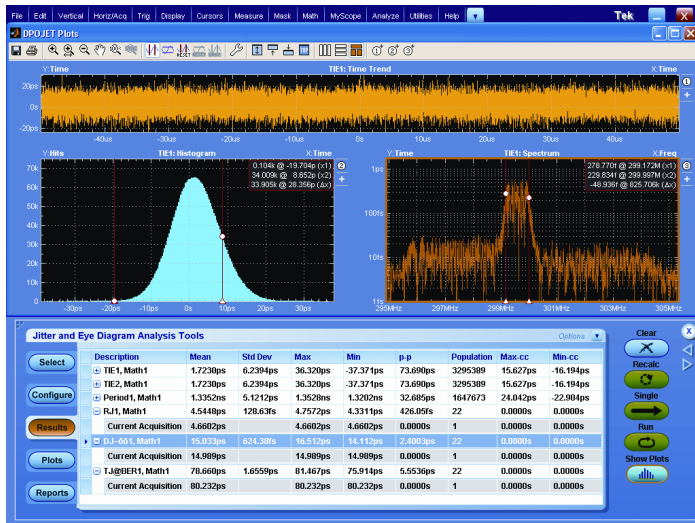 File Edit Vertical Horiz/Acq Trig Display Cursors Measure Mask Math MyScope Analyze Utilities Help Tek
DPOJET Plots
RESET
Y:Time TIE1: Time Trend X:Time
20ps
0s
-20ps
-40us -30us -20us -10us 0s 10us 20us 30us 40us
Y:Hits TIE1: Histogram X:Time
0.104k @ -19.704p (x1)
34.009k @ 8.652p (x2)
33.905k @ 28.356p (Δx)
70k
60k
50k
40k
30k
20k
10k
0
-30ps -20ps -10ps 0s 10ps 20ps 30ps
Y:Time TIE1: Spectrum X:Freq
278.770f @ 299.172M (x1)
229.834f @ 299.997M (x2)
-48.936f @ 825.706k (Δx)
1ps
100fs
10fs
1fs
295MHz 297MHz 299MHz 301MHz 303MHz 305MHz
Jitter and Eye Diagram Analysis Tools Options
Select
Configure
Results
Plots
Reports
Description Mean Std Dev Max Min p-p Population Max-cc Min-cc
TIE1, Math1 1.7230ps 6.2394ps 36.320ps -37.371ps 73.690ps 3295389 15.627ps -16.194ps
TIE2, Math1 1.7230ps 6.2394ps 36.320ps -37.371ps 73.690ps 3295389 15.627ps -16.194ps
Period1, Math1 1.3352ns 5.1212ps 1.3528ns 1.3202ns 32.685ps 1647673 24.042ps -22.904ps
RJ1, Math1 4.5448ps 128.63fs 4.7572ps 4.3311ps 426.05fs 22 0.0000s 0.0000s
Current Acquisition 4.6602ps 4.6602ps 4.6602ps 0.0000s 1 0.0000s 0.0000s
DJ-δδ1, Math1 15.033ps 624.38fs 16.512ps 14.112ps 2.4003ps 22 0.0000s 0.0000s
Current Acquisition 14.989ps 14.989ps 14.989ps 0.0000s 1 0.0000s 0.0000s
TJ@BER1, Math1 78.660ps 1.6559ps 81.467ps 75.914ps 5.5536ps 22 0.0000s 0.0000s
Current Acquisition 80.232ps 80.232ps 80.232ps 0.0000s 1 0.0000s 0.0000s
Clear
Recalc
Single
Run
Show Plots